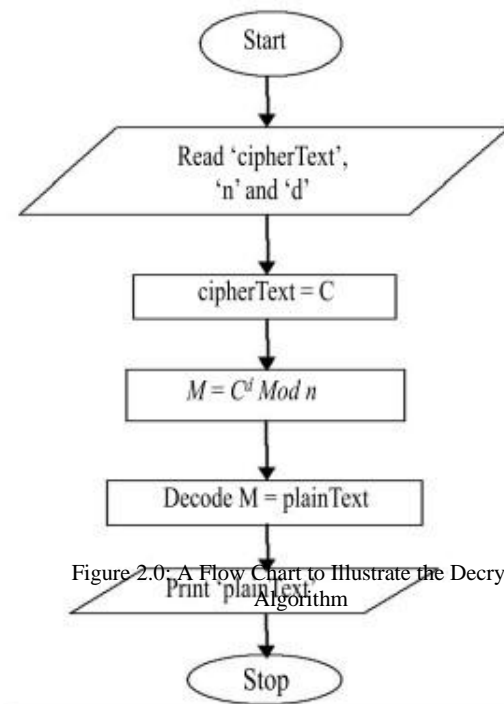 Start
Read ‘cipherText’,
‘n’ and ‘d’
cipherText = C
M = C^d Mod n
Decode M = plainText
Figure 2.0: A Flow Chart to Illustrate the Decry
Print ‘plainText’
Algorithm
Stop